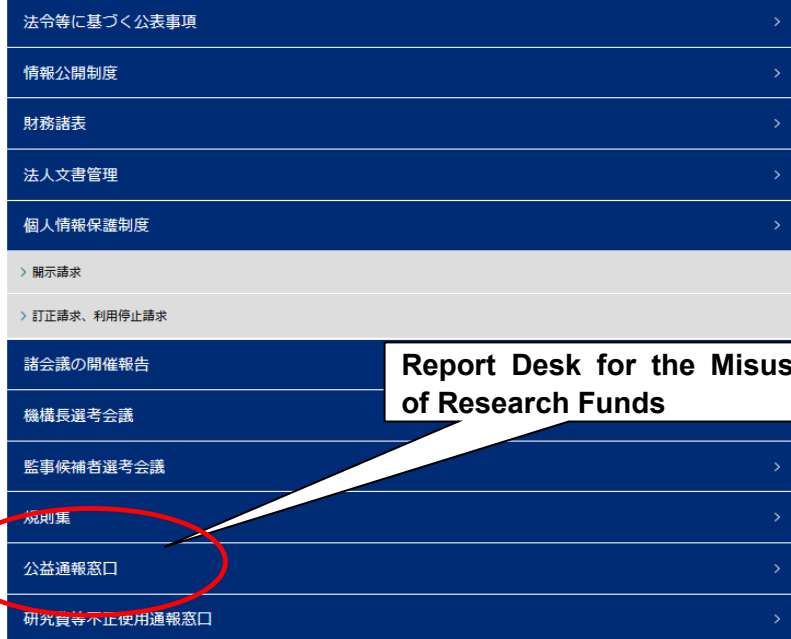 法令等に基づく公表事項
情報公開制度
財務諸表
法人文書管理
個人情報保護制度
開示請求
訂正請求、利用停止請求
諸会議の開催報告
Report Desk for the Misus
of Research Funds
機構長選考会議
監事候補者選考会議
規則集
公益通報窓口
研究費等不正使用通報窓口